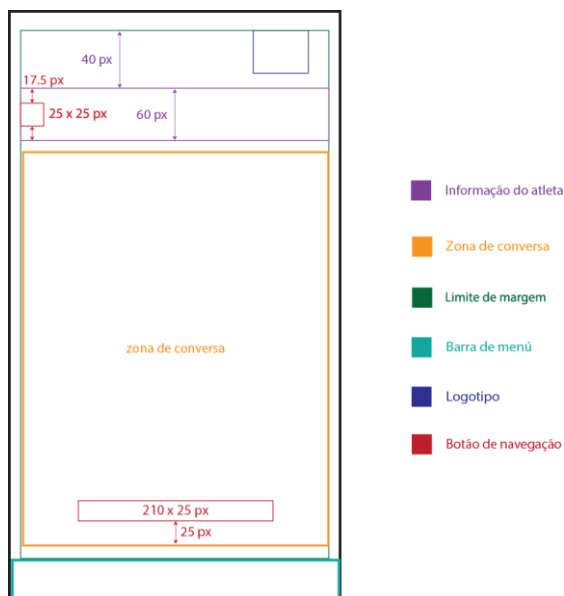 40 px
17.5 px
25 x 25 px
60 px
zona de conversa
210 x 25 px
25 px
Informação do atleta
Zona de conversa
Limite de margem
Barra de menú
Logotipo
Botão de navegação